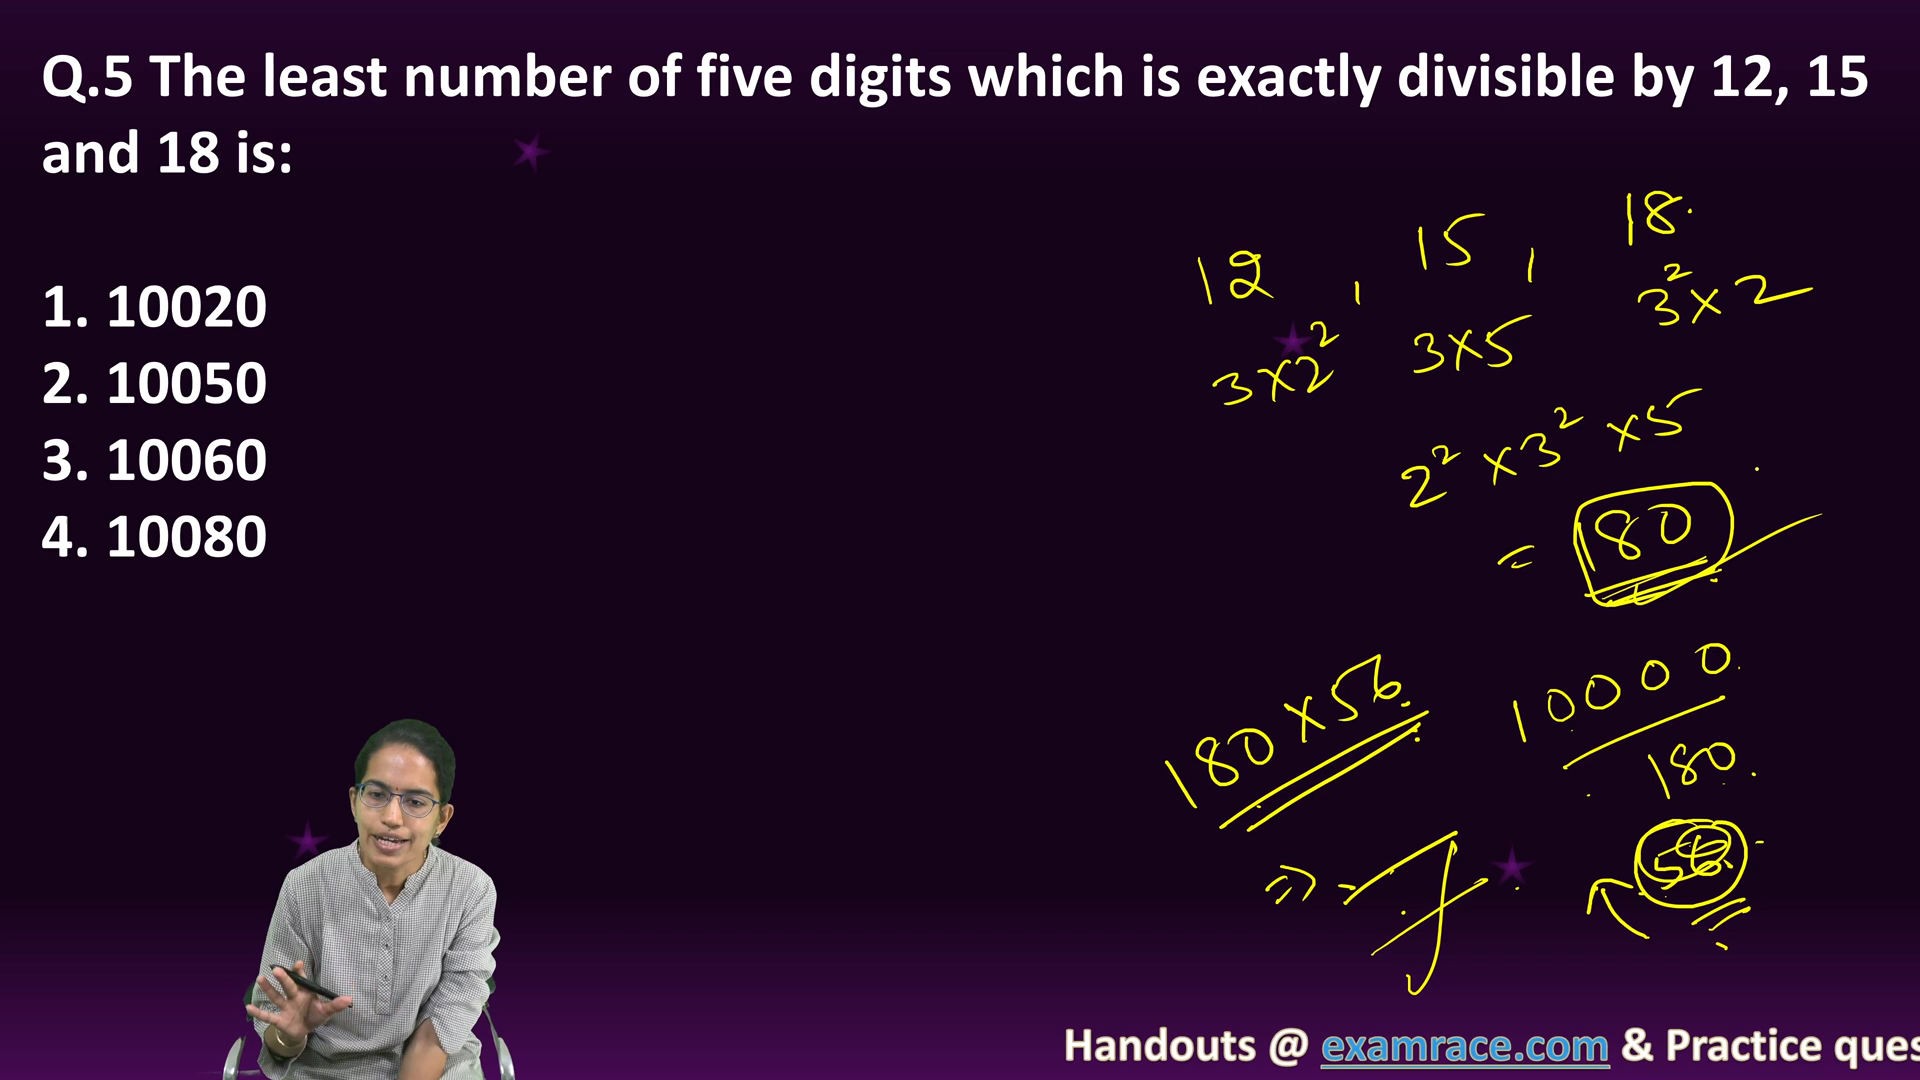 Q.5 The least number of five digits which is exactly divisible by 12, 15
and 18 is:
1. 10020
2. 10050
3. 10060
4. 10080
12 , 15 , 18
3×2² 3×5 3²×2
2² ×3² ×5
= 180
180 ×56
10000
180
56
Handouts @ examrace.com & Practice ques